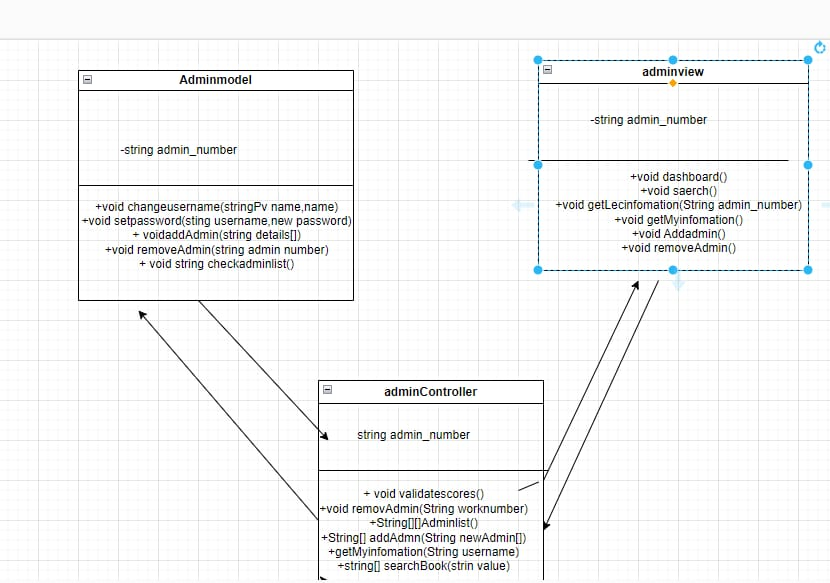 Adminmodel
-string admin_number
+void changeusername(stringPv name,name)
+void setpassword(sting username,new password)
+ voidaddAdmin(string details[])
+void removeAdmin(string admin number)
+ void string checkadminlist()
adminview
-string admin_number
+void dashboard()
+void saerch()
+void getLecinfomation(String admin_number)
+void getMyinfomation()
+void Addadmin()
+void removeAdmin()
adminController
string admin_number
+ void validatescores()
+void removAdmin(String worknumber)
+String[][]Adminlist()
+String[] addAdmn(String newAdmin[])
+getMyinfomation(String username)
+string[] searchBook(strin value)